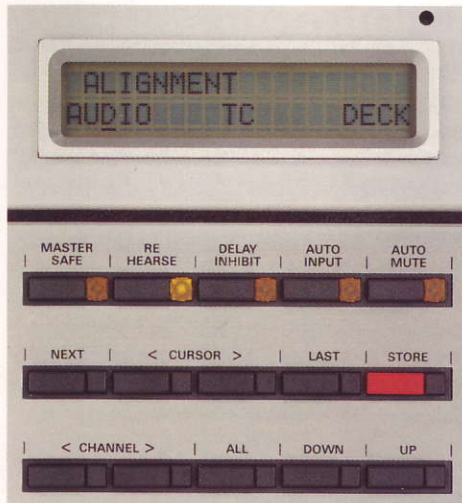 ALIGNMENT
AUDIO TC DECK
MASTER SAFE | RE HEARSE | DELAY INHIBIT | AUTO INPUT | AUTO MUTE
NEXT | < CURSOR > | LAST | STORE
< CHANNEL > | ALL | DOWN | UP